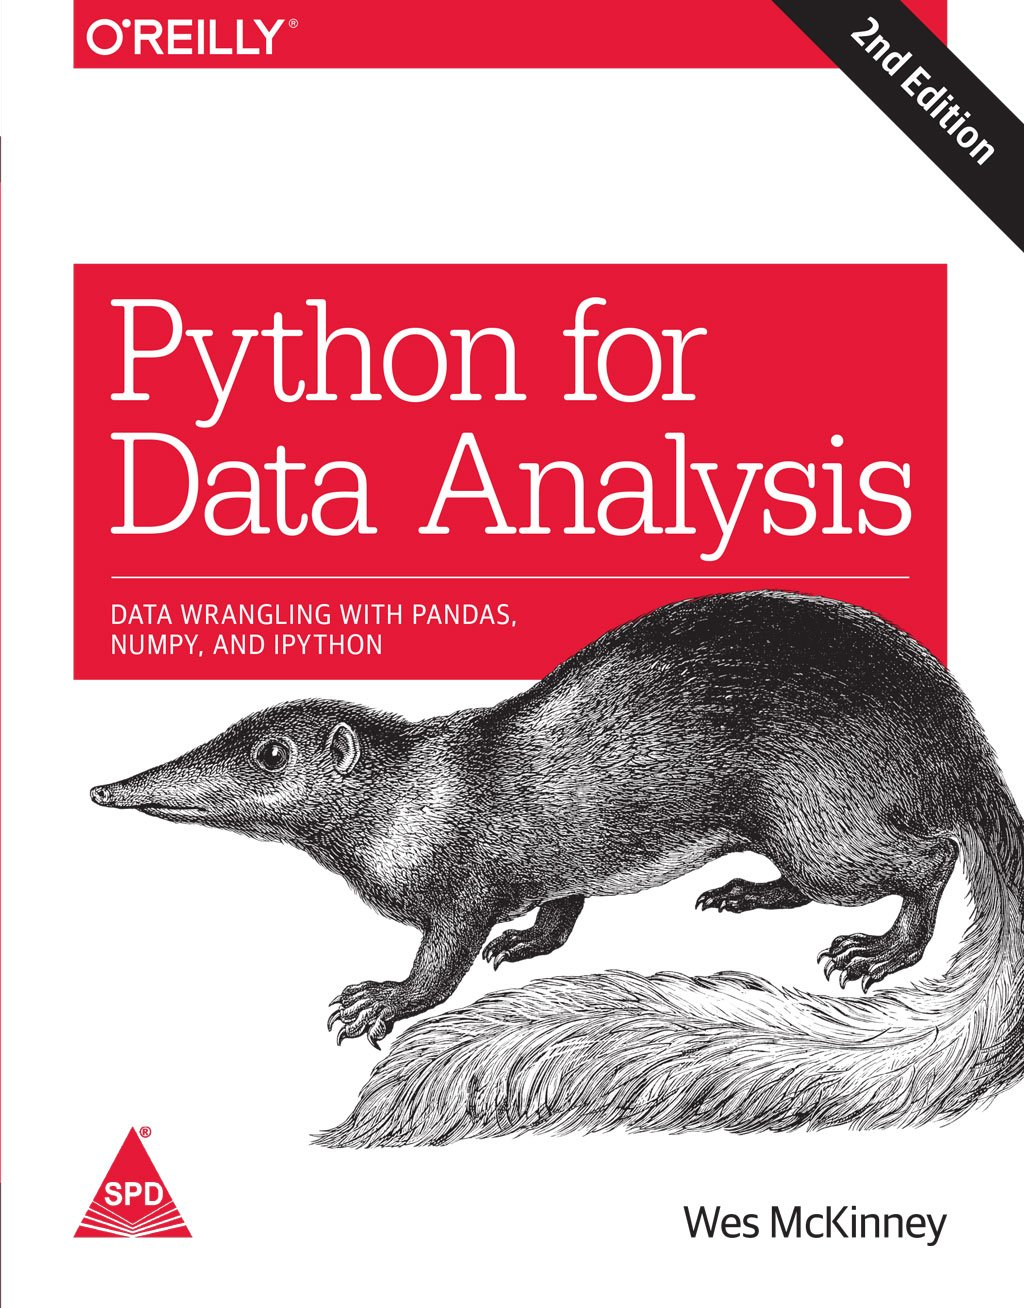 O'REILLY®
2nd Edition
Python for
Data Analysis
DATA WRANGLING WITH PANDAS,
NUMPY, AND IPYTHON
®
SPD
Wes McKinney